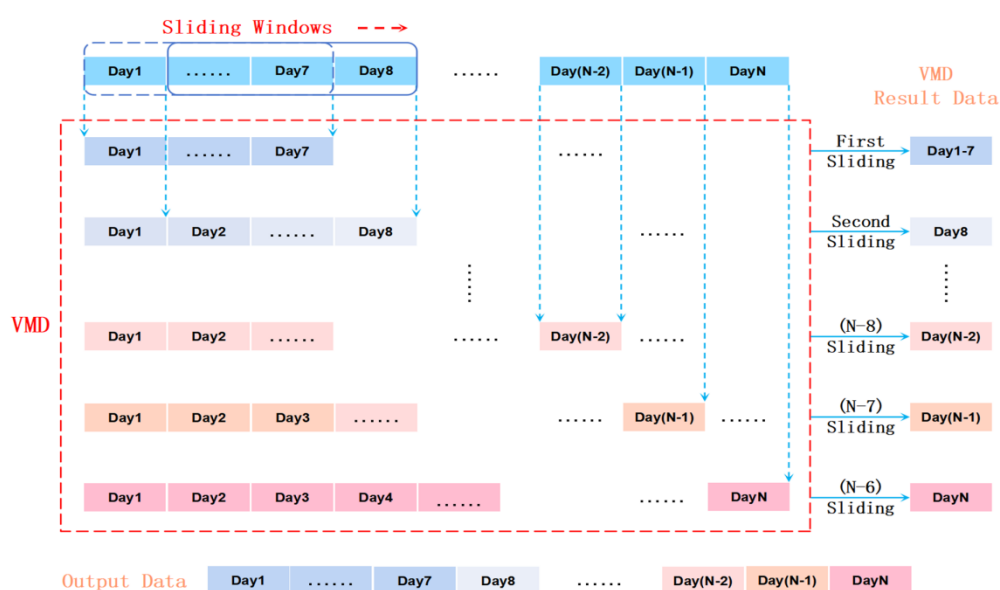 Sliding Windows
Day1 ...... Day7 Day8 ...... Day(N-2) Day(N-1) DayN
VMD
Result Data
Day1 ...... Day7 ...... First Sliding Day1-7
Day1 Day2 ...... Day8 ...... Second Sliding Day8
...... ......
VMD
Day1 Day2 ...... ...... Day(N-2) ...... (N-8) Sliding Day(N-2)
Day1 Day2 Day3 ...... ...... Day(N-1) ...... (N-7) Sliding Day(N-1)
Day1 Day2 Day3 Day4 ...... ...... DayN (N-6) Sliding DayN
Output Data Day1 ...... Day7 Day8 ...... Day(N-2) Day(N-1) DayN